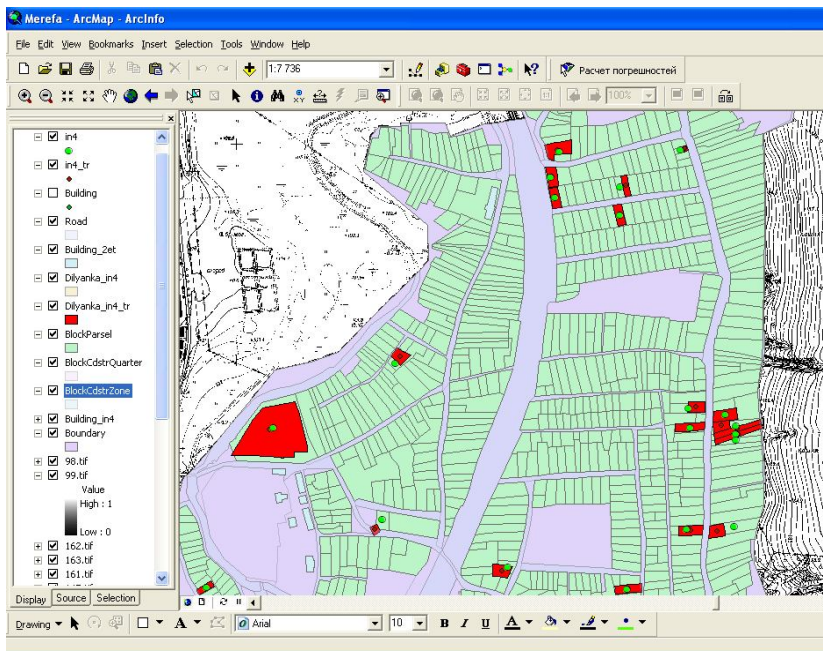 Merefa - ArcMap - ArcInfo
File Edit View Bookmarks Insert Selection Tools Window Help
1:7 736
Расчет погрешностей
100%
in4
in4_tr
Building
Road
Building_2et
Dilyanka_in4
Dilyanka_in4_tr
BlockParsel
BlockCdstrQuarter
BlockCdstrZone
Building_in4
Boundary
98.tif
99.tif
Value
High : 1
Low : 0
162.tif
163.tif
161.tif
Display Source Selection
Drawing Arial 10 B I U A